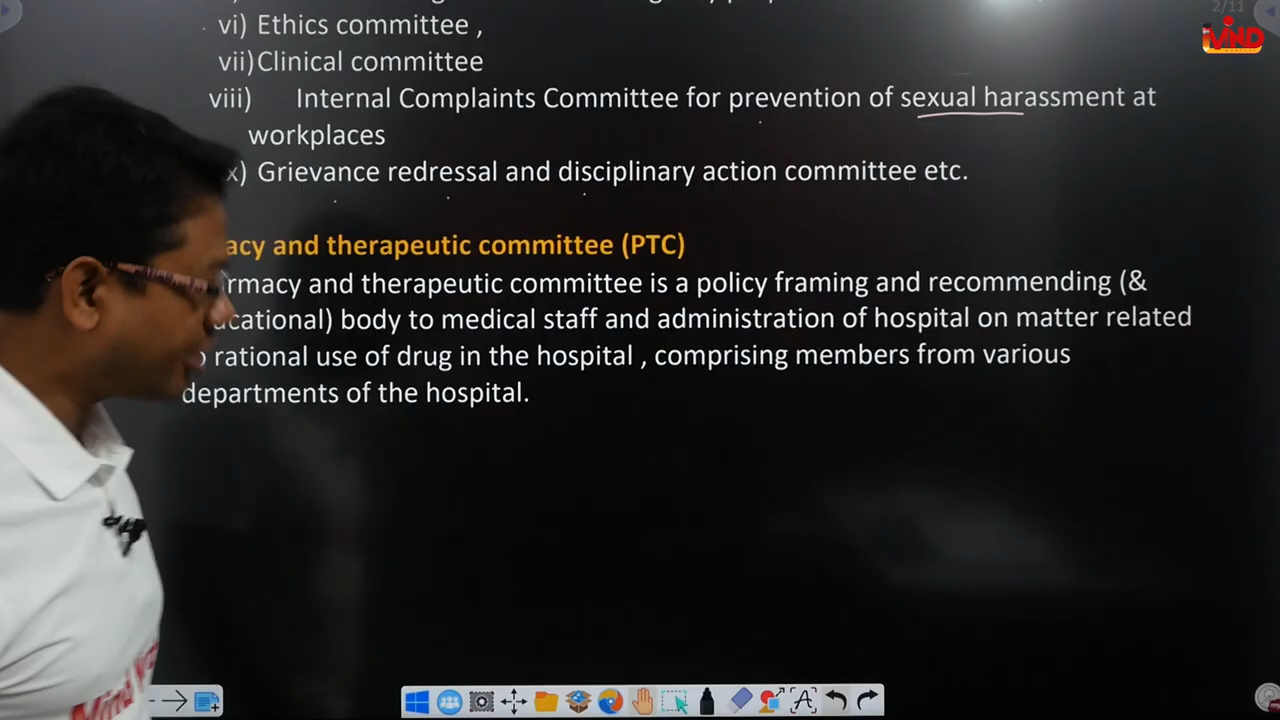 2/11
MIND
vi) Ethics committee ,
vii) Clinical committee
viii) Internal Complaints Committee for prevention of sexual harassment at
workplaces
x) Grievance redressal and disciplinary action committee etc.
acy and therapeutic committee (PTC)
rmacy and therapeutic committee is a policy framing and recommending (&
ucational) body to medical staff and administration of hospital on matter related
rational use of drug in the hospital , comprising members from various
departments of the hospital.